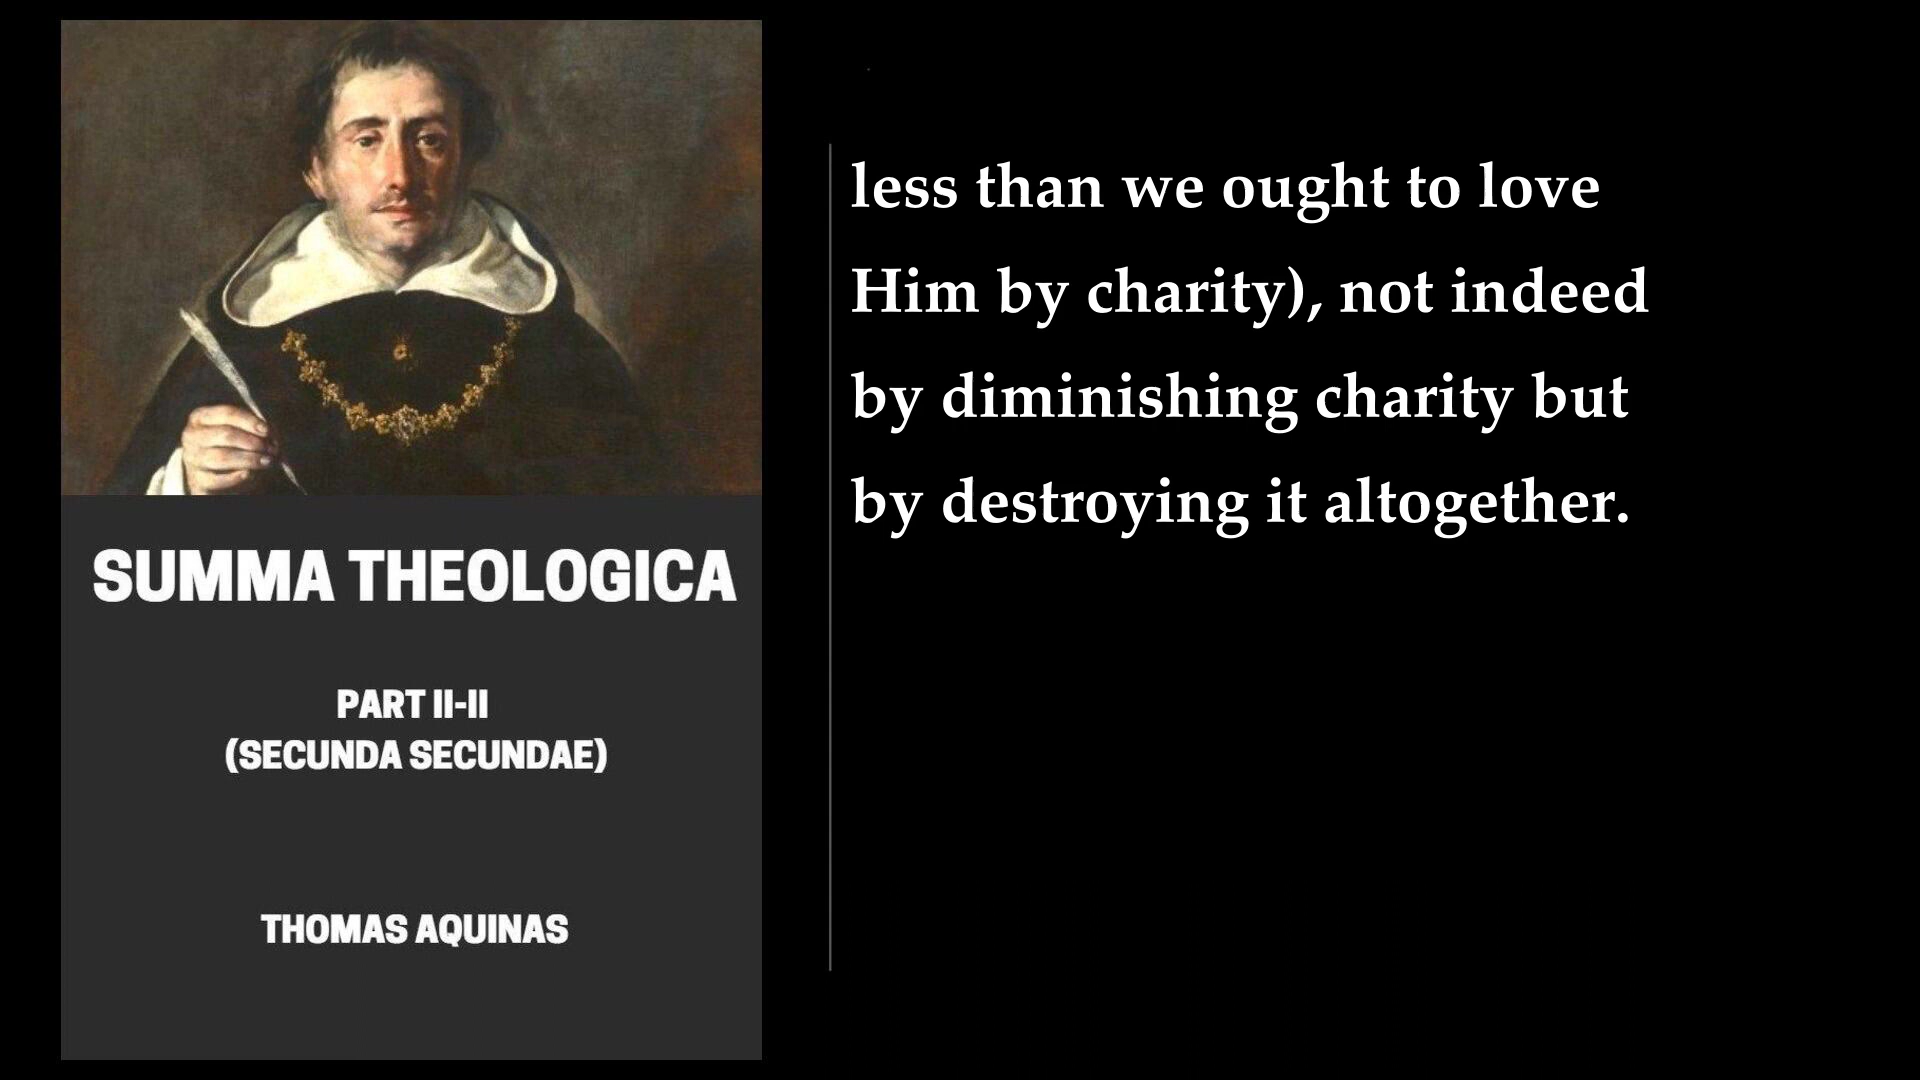 SUMMA THEOLOGICA
PART II-II
(SECUNDA SECUNDAE)
THOMAS AQUINAS
less than we ought to love
Him by charity), not indeed
by diminishing charity but
by destroying it altogether.